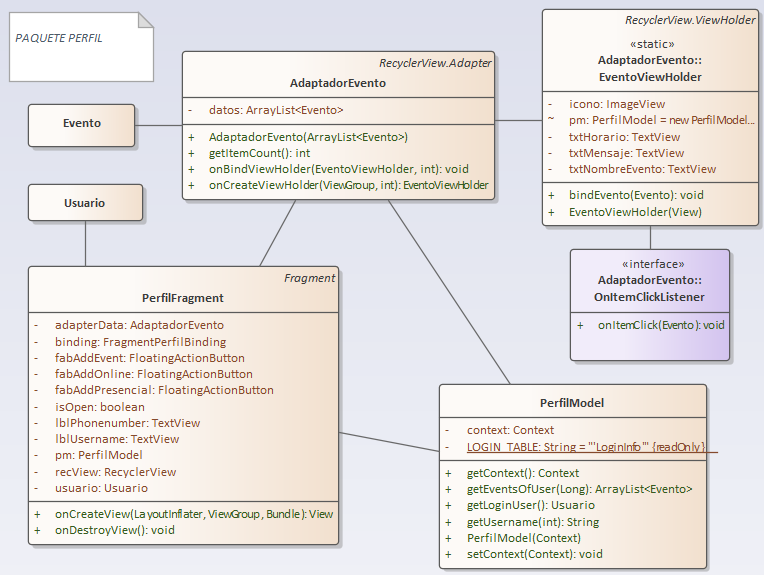 PAQUETE PERFIL
Evento
Usuario
RecyclerView.Adapter
AdaptadorEvento
- datos: ArrayList<Evento>
+ AdaptadorEvento(ArrayList<Evento>)
+ getItemCount(): int
+ onBindViewHolder(EventoViewHolder, int): void
+ onCreateViewHolder(ViewGroup, int): EventoViewHolder
RecyclerView.ViewHolder
«static»
AdaptadorEvento::
EventoViewHolder
- icono: ImageView
~ pm: PerfilModel = new PerfilModel...
- txtHorario: TextView
- txtMensaje: TextView
- txtNombreEvento: TextView
+ bindEvento(Evento): void
+ EventoViewHolder(View)
«interface»
AdaptadorEvento::
OnItemClickListener
+ onItemClick(Evento): void
Fragment
PerfilFragment
- adapterData: AdaptadorEvento
- binding: FragmentPerfilBinding
- fabAddEvent: FloatingActionButton
- fabAddOnline: FloatingActionButton
- fabAddPresencial: FloatingActionButton
- isOpen: boolean
- lblPhonenumber: TextView
- lblUsername: TextView
- pm: PerfilModel
- recView: RecyclerView
- usuario: Usuario
+ onCreateView(LayoutInflater, ViewGroup, Bundle): View
+ onDestroyView(): void
PerfilModel
- context: Context
- LOGIN_TABLE: String = "'LoginInfo'" {readOnly}
+ getContext(): Context
+ getEventsOfUser(Long): ArrayList<Evento>
+ getLoginUser(): Usuario
+ getUsername(int): String
+ PerfilModel(Context)
+ setContext(Context): void